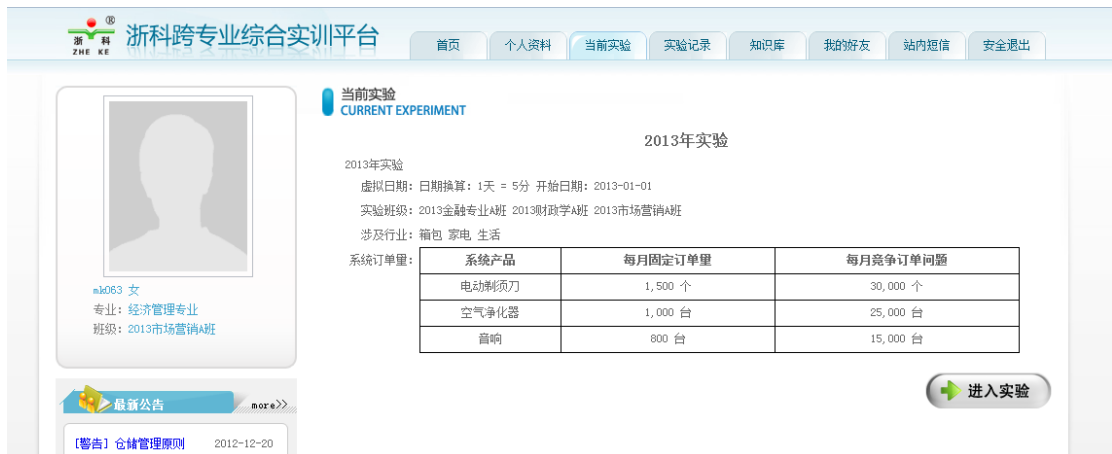 浙科 ®
ZHE KE
浙科跨专业综合实训平台
首页 个人资料 当前实验 实验记录 知识库 我的好友 站内短信 安全退出
当前实验
CURRENT EXPERIMENT
2013年实验
2013年实验
虚拟日期: 日期换算: 1天 = 5分 开始日期: 2013-01-01
实验班级: 2013金融专业A班 2013财政学A班 2013市场营销A班
涉及行业: 箱包 家电 生活
系统订单量:
系统产品 每月固定订单量 每月竞争订单问题
电动剃须刀 1,500 个 30,000 个
空气净化器 1,000 台 25,000 台
音响 800 台 15,000 台
进入实验
mk063 女
专业: 经济管理专业
班级: 2013市场营销A班
最新公告 more>>
[警告] 仓储管理原则 2012-12-20